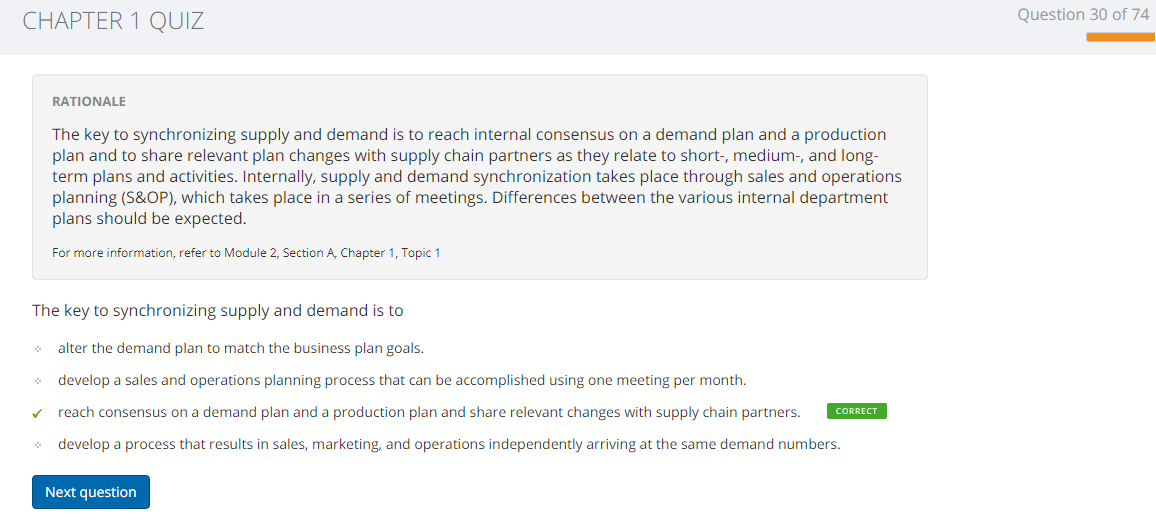 CHAPTER 1 QUIZ
Question 30 of 74
RATIONALE
The key to synchronizing supply and demand is to reach internal consensus on a demand plan and a production
plan and to share relevant plan changes with supply chain partners as they relate to short-, medium-, and long-
term plans and activities. Internally, supply and demand synchronization takes place through sales and operations
planning (S&OP), which takes place in a series of meetings. Differences between the various internal department
plans should be expected.
For more information, refer to Module 2, Section A, Chapter 1, Topic 1
The key to synchronizing supply and demand is to
alter the demand plan to match the business plan goals.
develop a sales and operations planning process that can be accomplished using one meeting per month.
reach consensus on a demand plan and a production plan and share relevant changes with supply chain partners. CORRECT
develop a process that results in sales, marketing, and operations independently arriving at the same demand numbers.
Next question